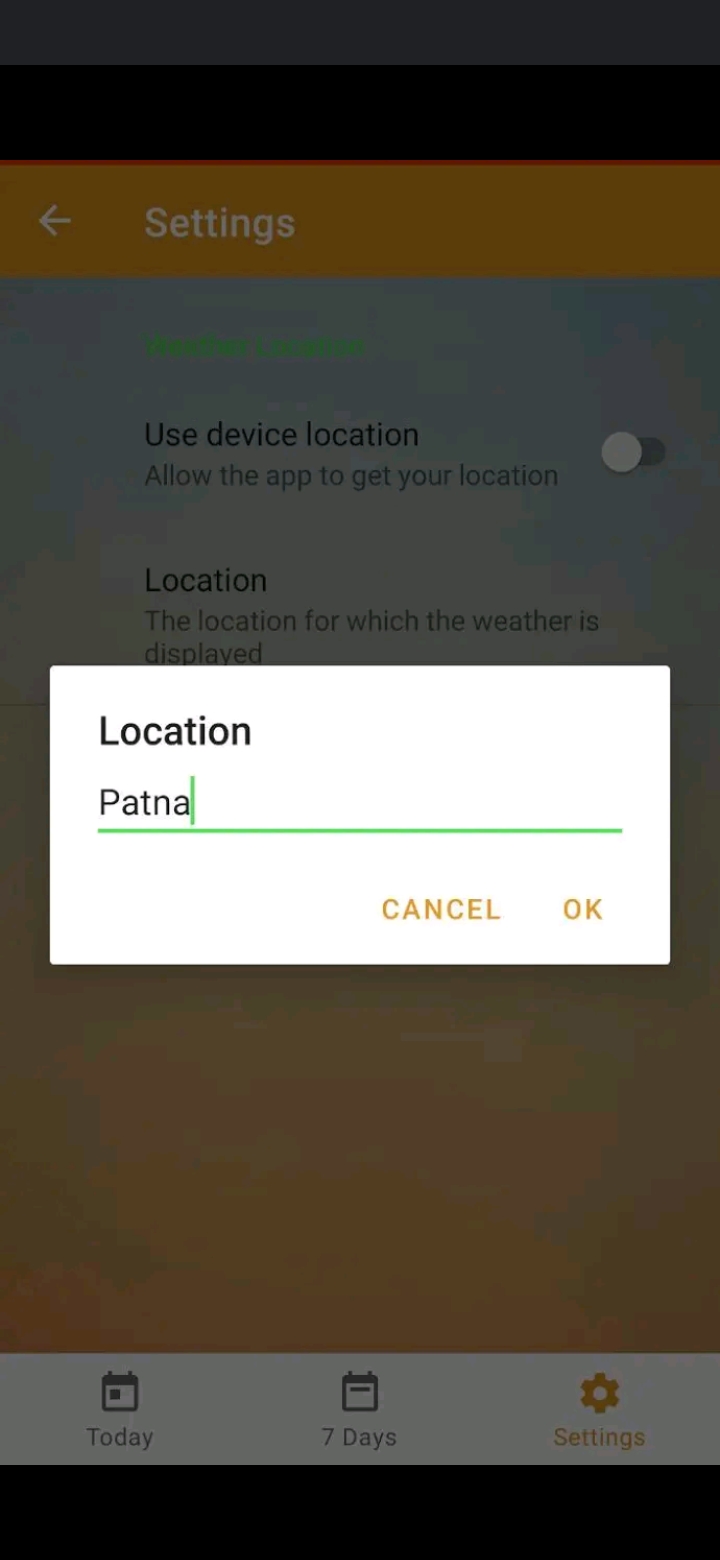 Settings
Weather Location
Use device location
Allow the app to get your location
Location
The location for which the weather is
displayed
Location
Patna
CANCEL OK
Today 7 Days Settings